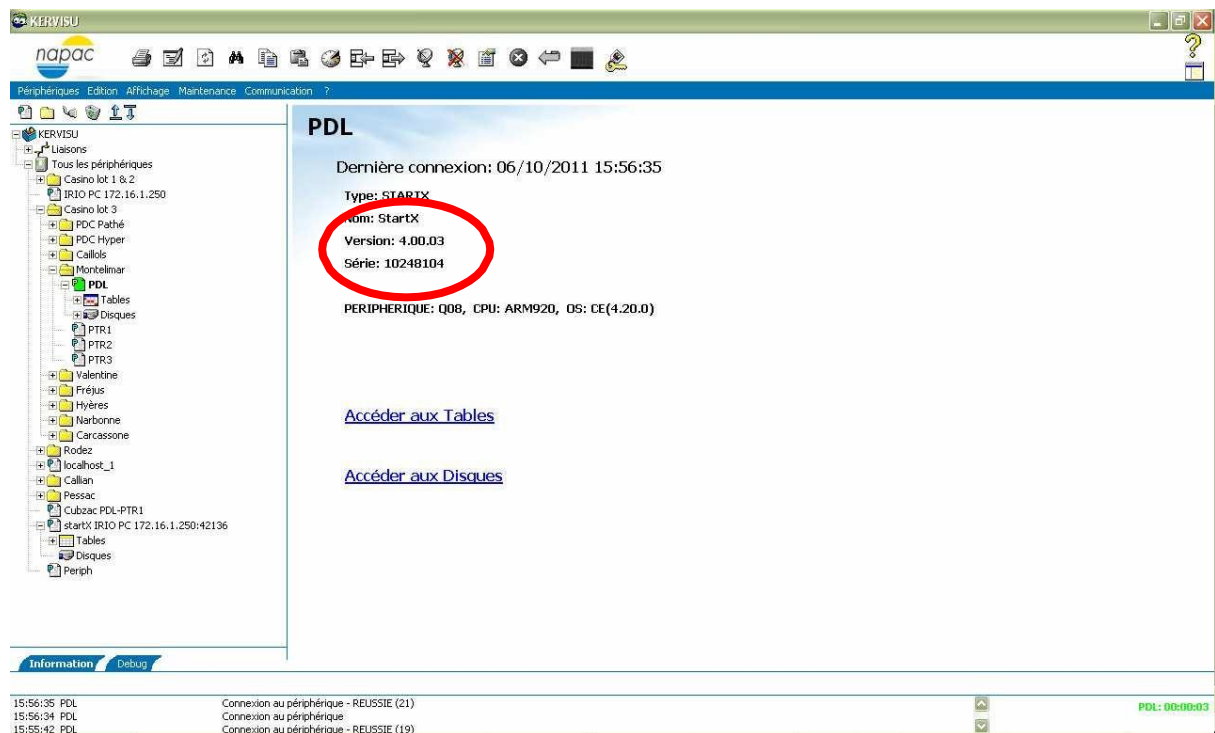 KERVISU
napac
?
Périphériques Edition Affichage Maintenance Communication ?
KERVISU
Liaisons
Tous les périphériques
Casino lot 1 & 2
IRIO PC 172.16.1.250
Casino lot 3
PDC Pathé
PDC Hyper
Caillols
Montelimar
PDL
Tables
Disques
PTR1
PTR2
PTR3
Valentine
Fréjus
Hyères
Narbonne
Carcassone
Rodez
localhost_1
Callian
Pessac
Cubzac PDL-PTR1
startX IRIO PC 172.16.1.250:42136
Tables
Disques
Periph
PDL
Dernière connexion: 06/10/2011 15:56:35
Type: STARTX
Nom: StartX
Version: 4.00.03
Série: 10248104
PERIPHERIQUE: Q08, CPU: ARM920, OS: CE(4.20.0)
Accéder aux Tables
Accéder aux Disques
Information Debug
15:56:35 PDL Connexion au périphérique - REUSSIE (21)
15:56:34 PDL Connexion au périphérique
15:55:42 PDL Connexion au périphérique - REUSSIE (19)
PDL: 00:00:03